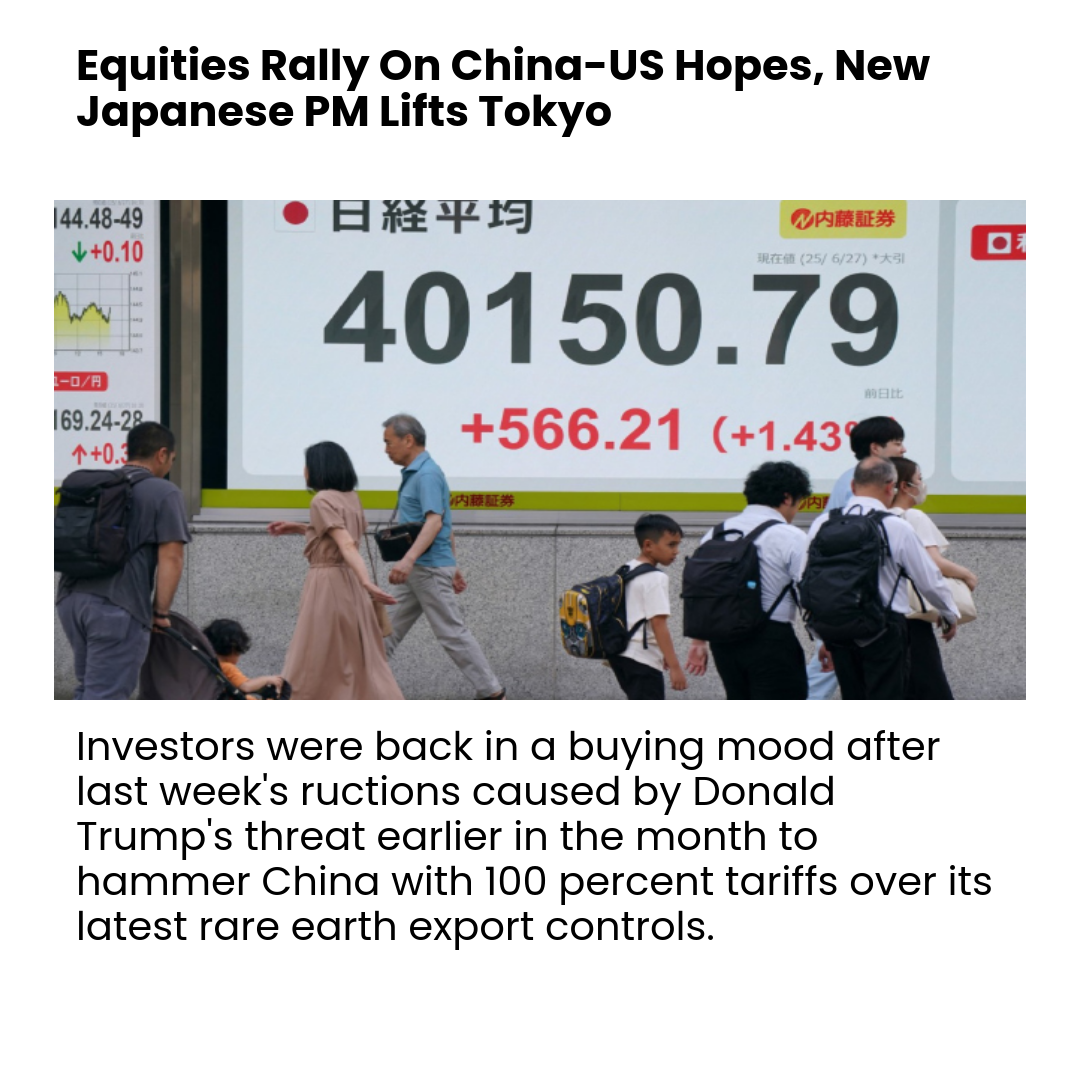 Equities Rally On China-US Hopes, New
Japanese PM Lifts Tokyo
144.48-49
+0.10
ユーロ/円
169.24-28
日経平均
内藤証券
現在値 (25/ 6/27) *大引
40150.79
前日比
+566.21 (+1.43%
内藤証券
Investors were back in a buying mood after
last week's ructions caused by Donald
Trump's threat earlier in the month to
hammer China with 100 percent tariffs over its
latest rare earth export controls.